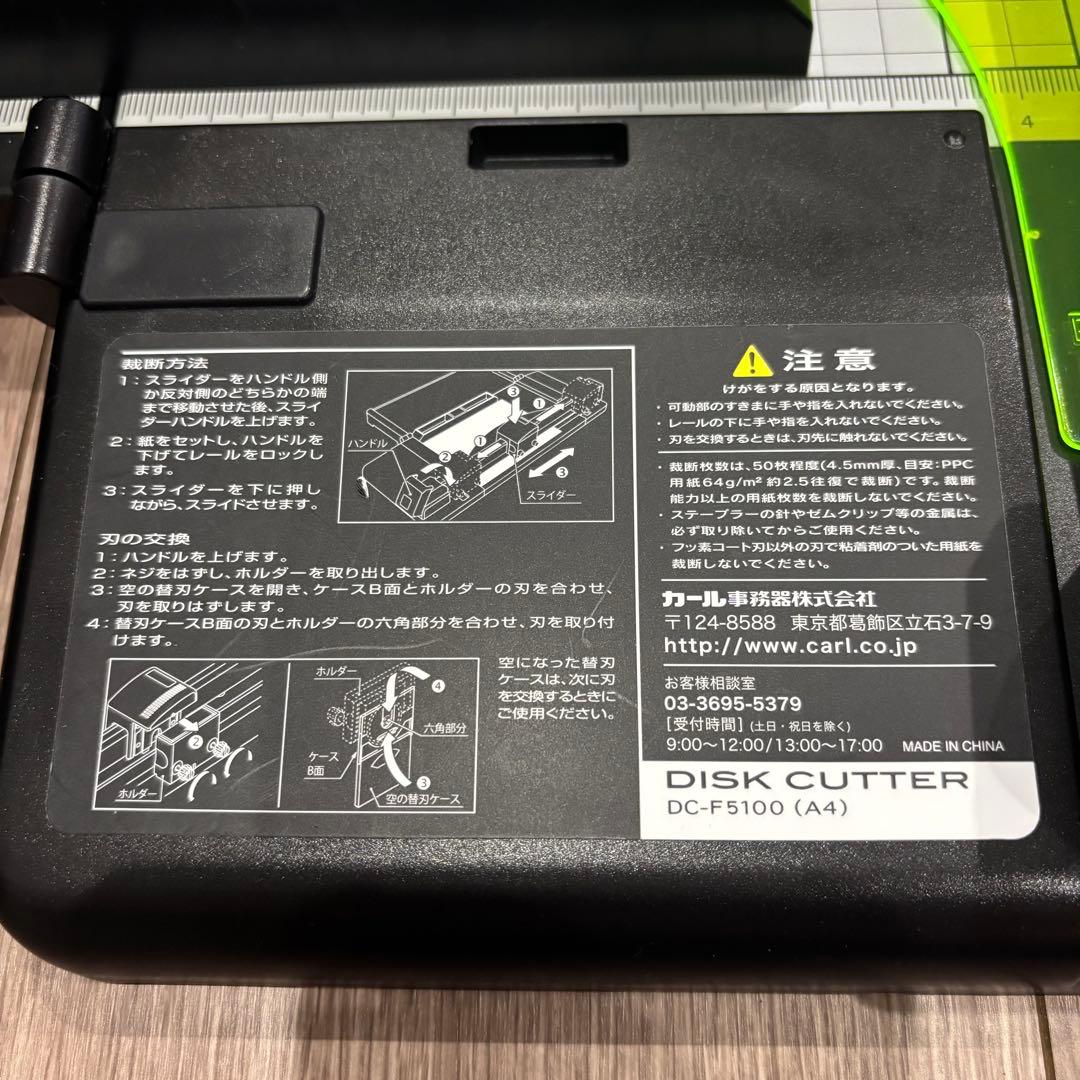 4
裁断方法
1：スライダーをハンドル側
か反対側のどちらかの端
まで移動させた後、スライ
ダーハンドルを上げます。
2：紙をセットし、ハンドルを
下げてレールをロックし
ます。
3：スライダーを下に押し
ながら、スライドさせます。
ハンドル
❶
❶
❷
❸
❸
スライダー
刃の交換
1：ハンドルを上げます。
2：ネジをはずし、ホルダーを取り出します。
3：空の替刃ケースを開き、ケースB面とホルダーの刃を合わせ、
刃を取りはずします。
4：替刃ケースB面の刃とホルダーの六角部分を合わせ、刃を取り付
けます。
❷
ホルダー
ホルダー
❹
六角部分
ケース
B面
❸
空の替刃ケース
空になった替刃
ケースは、次に刃
を交換するときに
ご使用ください。
注意
けがをする原因となります。
・可動部のすきまに手や指を入れないでください。
・レールの下に手や指を入れないでください。
・刃を交換するときは、刃先に触れないでください。
・裁断枚数は、50枚程度(4.5mm厚、目安：PPC
用紙64g/m² 約2.5往復で裁断)です。裁断
能力以上の用紙枚数を裁断しないでください。
・ステープラーの針やゼムクリップ等の金属は、
必ず取り除いてからご使用ください。
・フッ素コート刃以外の刃で粘着剤のついた用紙を
裁断しないでください。
カール事務器株式会社
〒124-8588 東京都葛飾区立石3-7-9
http://www.carl.co.jp
お客様相談室
03-3695-5379
[受付時間] (土日・祝日を除く)
9:00～12:00/13:00～17:00 MADE IN CHINA
DISK CUTTER
DC-F5100 (A4)